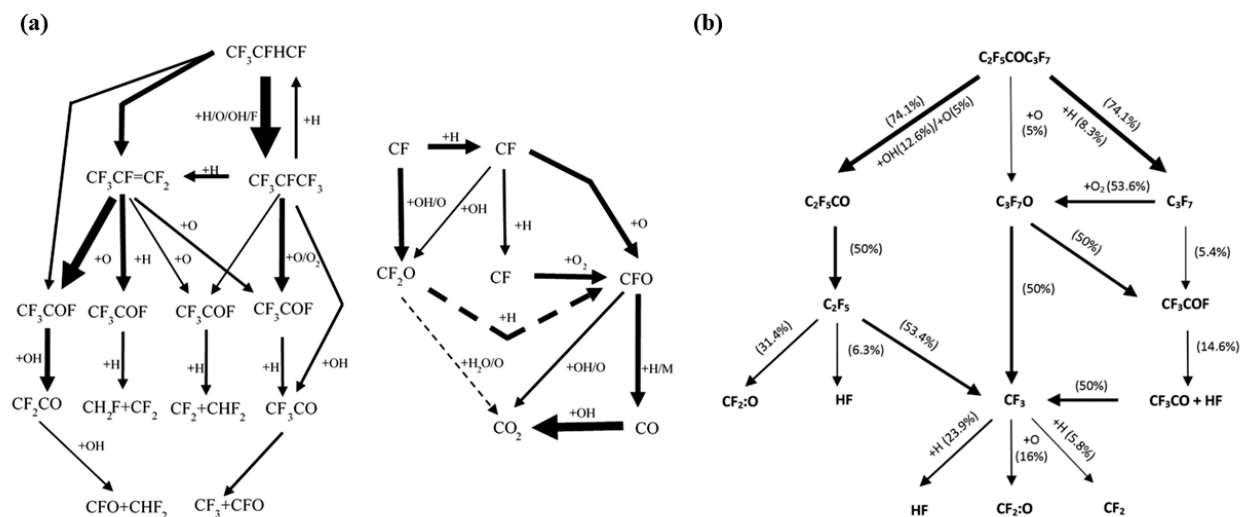 (a)
(b)
CF₃CFHCF
+H/O/OH/F
+H
CF₃CF=CF₂
+H
CF₃CFCF₃
+O
+H
+O
+O
+O/O₂
CF₃COF
CF₃COF
CF₃COF
CF₃COF
+OH
+H
+H
+H
+OH
CF₂CO
CH₂F+CF₂
CF₂+CHF₂
CF₃CO
+OH
CFO+CHF₂
CF₃+CFO
CF
+H
CF
+OH/O
+OH
+H
+O
CF₂O
CF
+O₂
CFO
+H
+H₂O/O
+OH/O
+H/M
CO₂
+OH
CO
C₂F₅COC₃F₇
(74.1%)
+OH(12.6%)/+O(5%)
+O
(5%)
(74.1%)
+H (8.3%)
C₂F₅CO
C₃F₇O
+O₂ (53.6%)
C₃F₇
(50%)
(50%)
(50%)
(5.4%)
C₂F₅
CF₃COF
(31.4%)
(6.3%)
(53.4%)
(14.6%)
CF₂:O
HF
CF₃
(50%)
CF₃CO + HF
+H (23.9%)
+O
(16%)
+H (5.8%)
HF
CF₂:O
CF₂